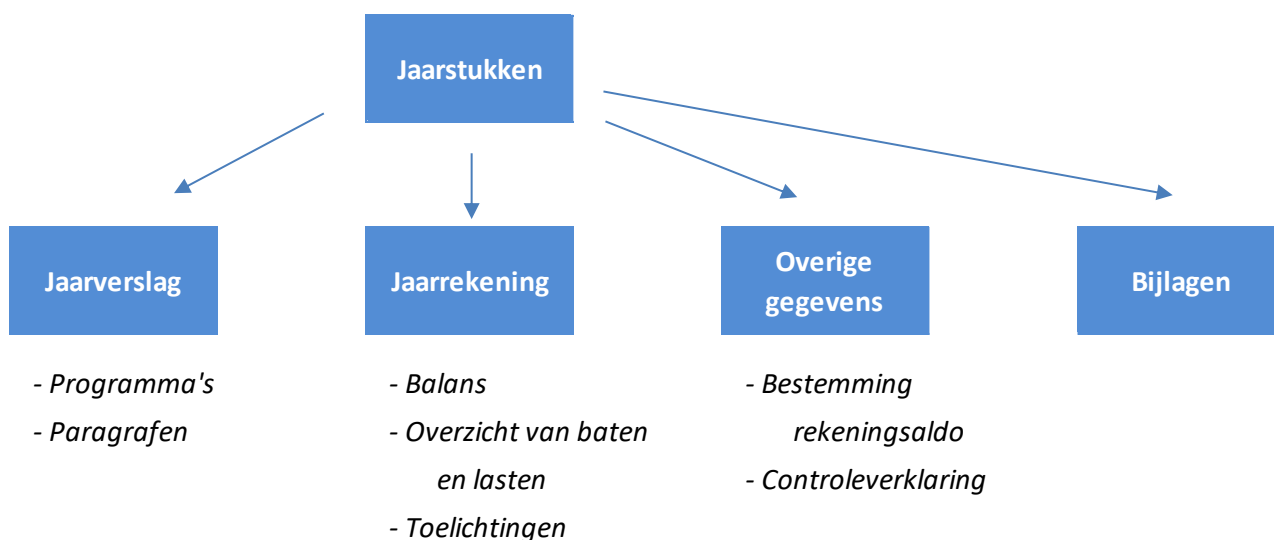 Jaarstukken
Jaarverslag
Jaarrekening
Overige
gegevens
Bijlagen
- Programma's
- Paragrafen
- Balans
- Overzicht van baten
en lasten
- Toelichtingen
- Bestemming
rekeningsaldo
- Controleverklaring